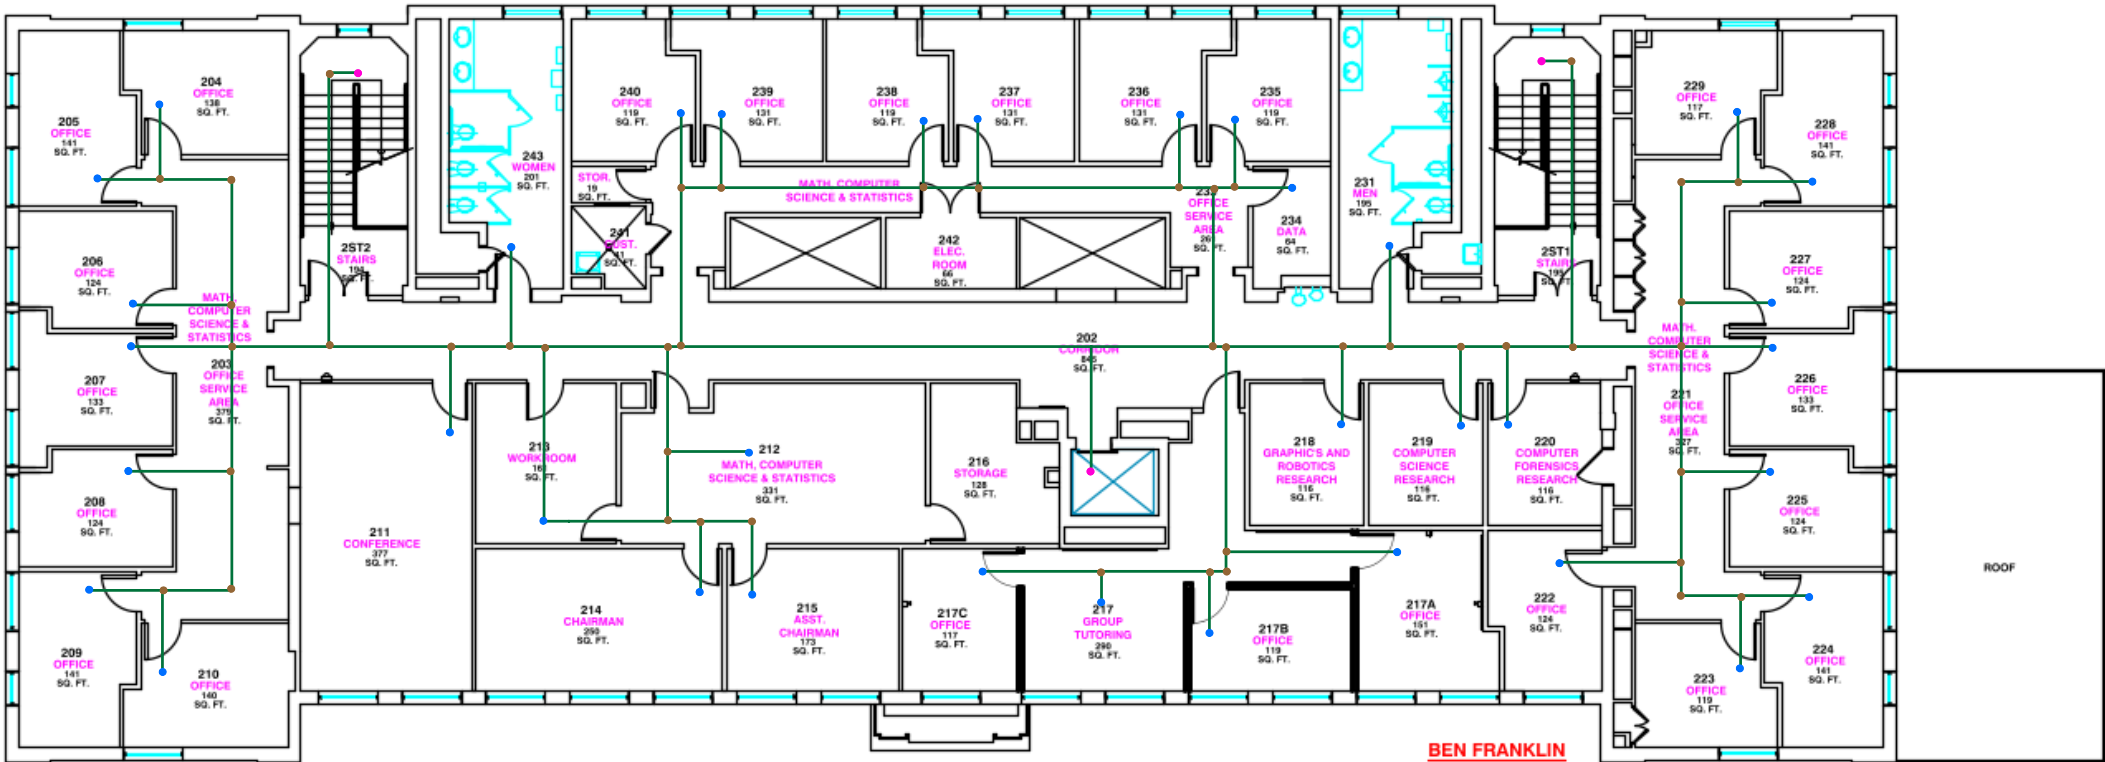 204
OFFICE
138
SQ. FT.
205
OFFICE
141
SQ. FT.
206
OFFICE
124
SQ. FT.
MATH.
COMPUTER
SCIENCE &
STATISTICS
207
OFFICE
133
SQ. FT.
203
OFFICE
SERVICE
AREA
379
SQ. FT.
208
OFFICE
124
SQ. FT.
209
OFFICE
141
SQ. FT.
210
OFFICE
140
SQ. FT.
2ST2
STAIRS
194
SQ. FT.
243
WOMEN
201
SQ. FT.
240
OFFICE
119
SQ. FT.
239
OFFICE
131
SQ. FT.
238
OFFICE
119
SQ. FT.
237
OFFICE
131
SQ. FT.
236
OFFICE
131
SQ. FT.
235
OFFICE
119
SQ. FT.
STOR.
19
SQ. FT.
MATH, COMPUTER
SCIENCE & STATISTICS
241
CUST.
SQ. FT.
242
ELEC.
ROOM
66
SQ. FT.
OFFICE
SERVICE
AREA
SQ. FT.
234
DATA
64
SQ. FT.
231
MEN
195
SQ. FT.
2ST1
STAIRS
195
SQ. FT.
229
OFFICE
117
SQ. FT.
228
OFFICE
141
SQ. FT.
227
OFFICE
124
SQ. FT.
MATH.
COMPUTER
SCIENCE &
STATISTICS
226
OFFICE
133
SQ. FT.
221
OFFICE
SERVICE
AREA
327
SQ. FT.
225
OFFICE
124
SQ. FT.
224
OFFICE
141
SQ. FT.
223
OFFICE
119
SQ. FT.
202
CORRIDOR
845
SQ. FT.
211
CONFERENCE
377
SQ. FT.
213
WORKROOM
SQ. FT.
212
MATH, COMPUTER
SCIENCE & STATISTICS
331
SQ. FT.
216
STORAGE
128
SQ. FT.
218
GRAPHICS AND
ROBOTICS
RESEARCH
116
SQ. FT.
219
COMPUTER
SCIENCE
RESEARCH
116
SQ. FT.
220
COMPUTER
FORENSICS
RESEARCH
116
SQ. FT.
214
CHAIRMAN
250
SQ. FT.
215
ASST.
CHAIRMAN
173
SQ. FT.
217C
OFFICE
117
SQ. FT.
217
GROUP
TUTORING
290
SQ. FT.
217B
OFFICE
119
SQ. FT.
217A
OFFICE
151
SQ. FT.
222
OFFICE
124
SQ. FT.
ROOF
BEN FRANKLIN